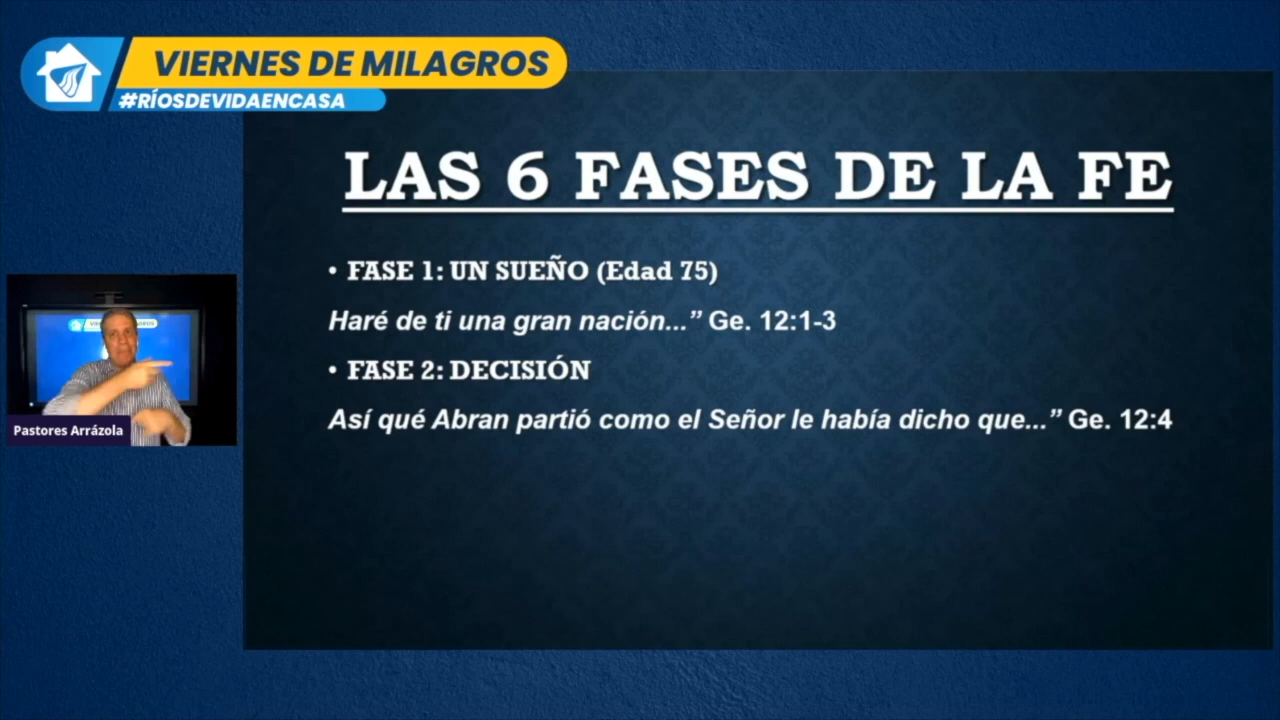 VIERNES DE MILAGROS
#RÍOSDEVIDAENCASA
LAS 6 FASES DE LA FE
• FASE 1: UN SUEÑO (Edad 75)
Haré de ti una gran nación...” Ge. 12:1-3
• FASE 2: DECISIÓN
Así qué Abran partió como el Señor le había dicho que...” Ge. 12:4
Pastores Arrázola